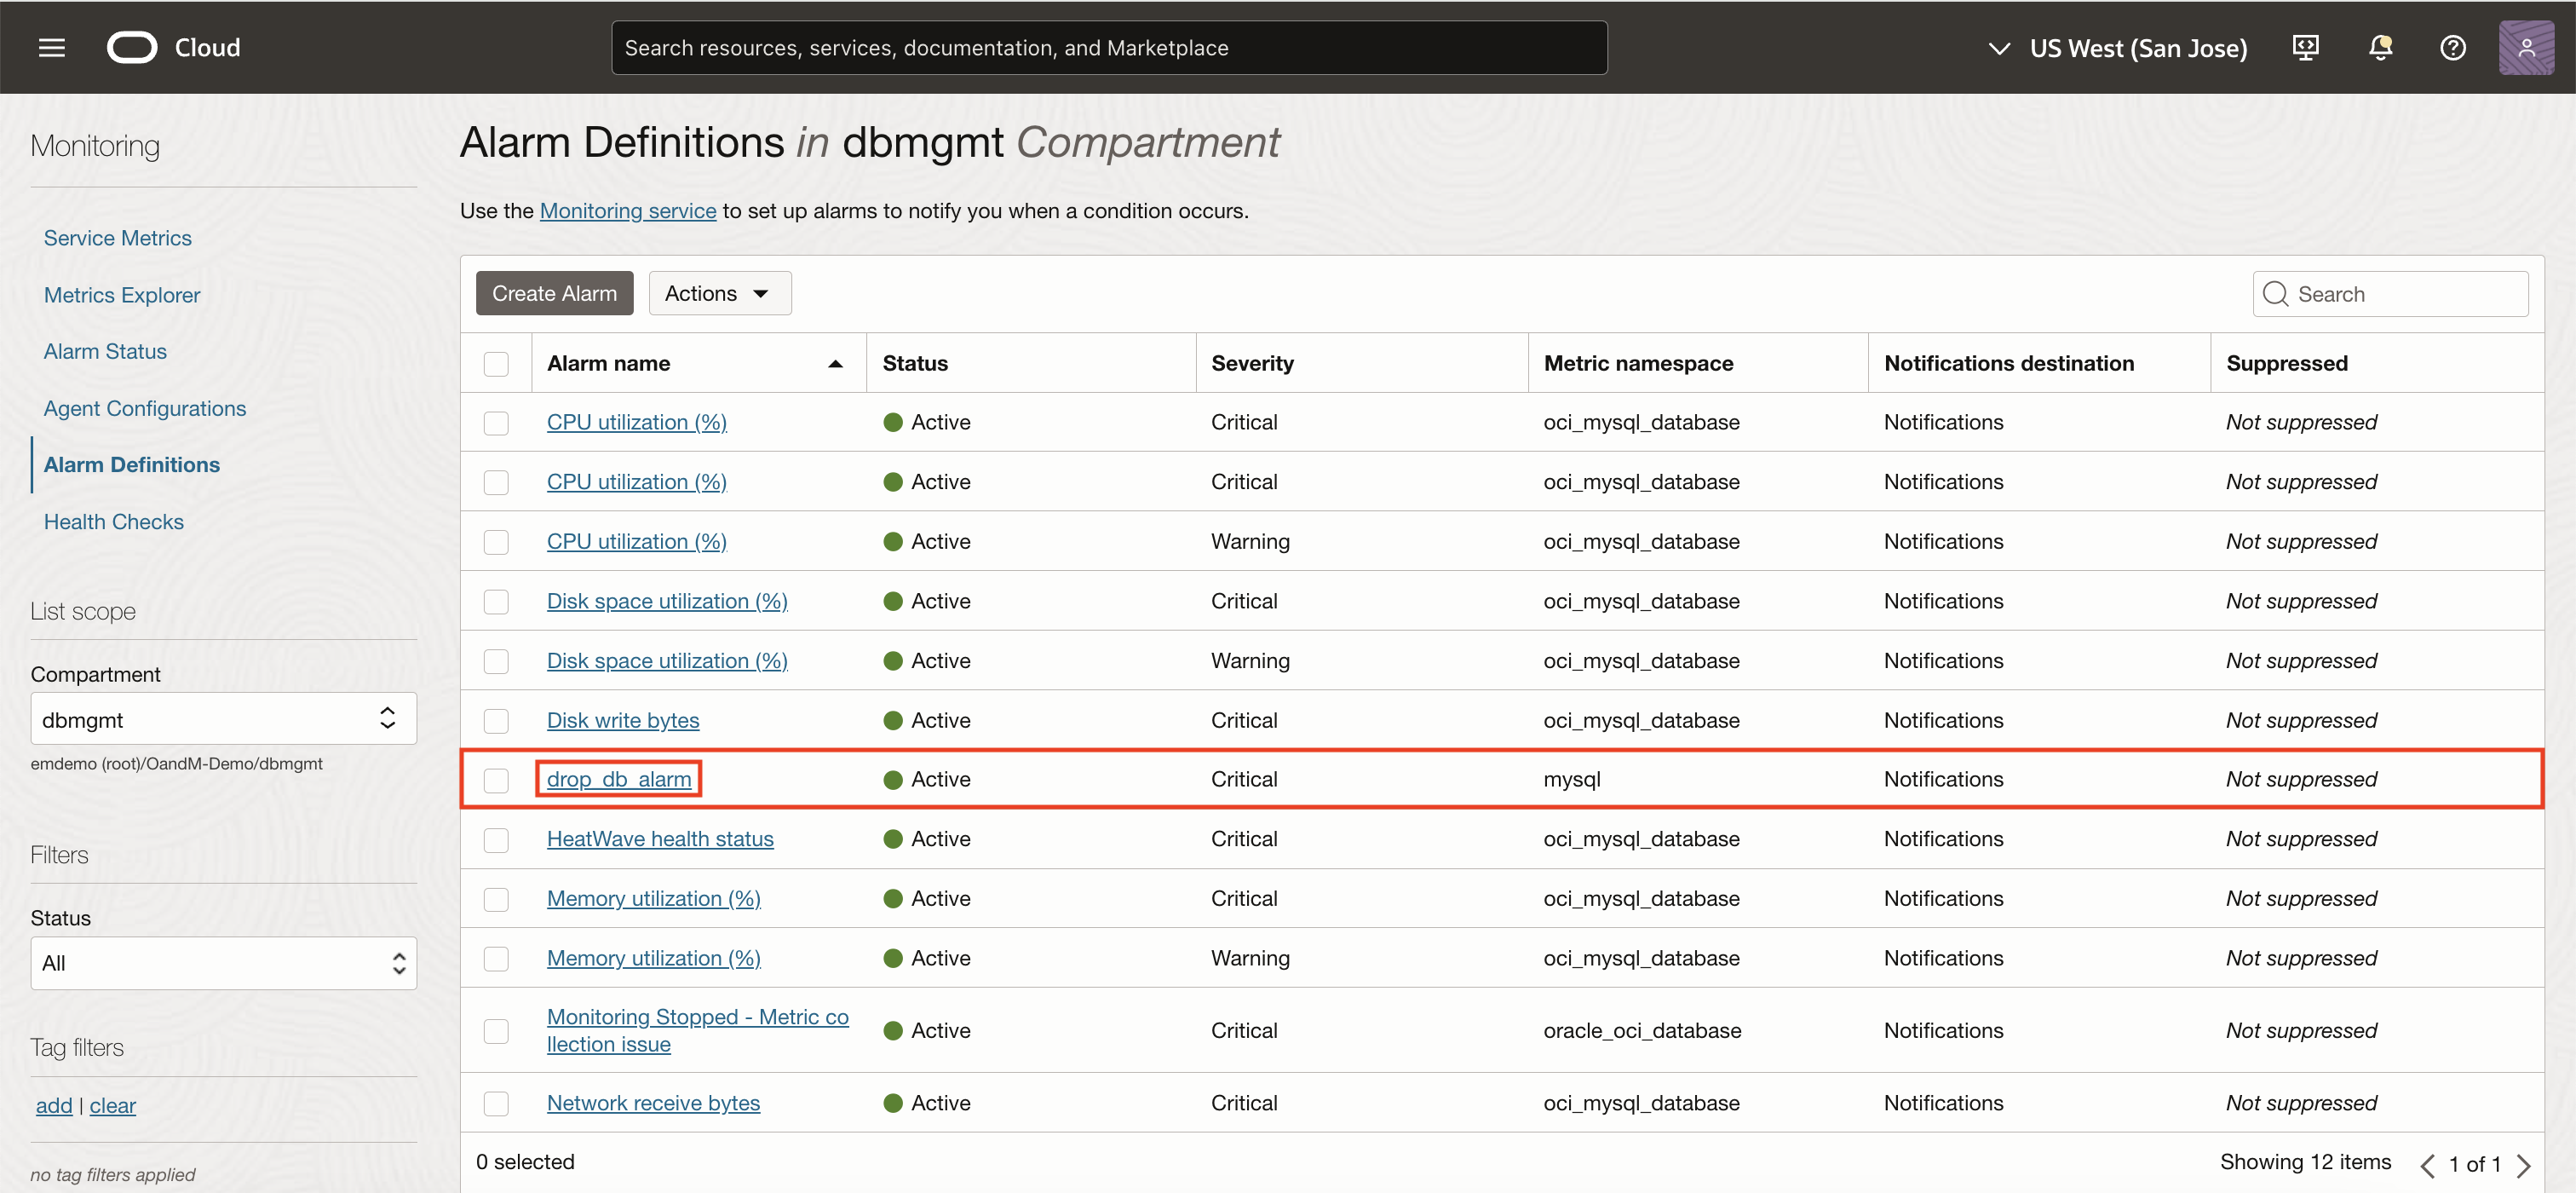 Cloud
Search resources, services, documentation, and Marketplace
US West (San Jose)
Monitoring
Service Metrics
Metrics Explorer
Alarm Status
Agent Configurations
Alarm Definitions
Health Checks
List scope
Compartment
dbmgmt
emdemo (root)/OandM-Demo/dbmgmt
Filters
Status
All
Tag filters
add | clear
no tag filters applied
Alarm Definitions in dbmgmt Compartment
Use the Monitoring service to set up alarms to notify you when a condition occurs.
Create Alarm Actions Search
Alarm name Status Severity Metric namespace Notifications destination Suppressed
CPU utilization (%) Active Critical oci_mysql_database Notifications Not suppressed
CPU utilization (%) Active Critical oci_mysql_database Notifications Not suppressed
CPU utilization (%) Active Warning oci_mysql_database Notifications Not suppressed
Disk space utilization (%) Active Critical oci_mysql_database Notifications Not suppressed
Disk space utilization (%) Active Warning oci_mysql_database Notifications Not suppressed
Disk write bytes Active Critical oci_mysql_database Notifications Not suppressed
drop_db_alarm Active Critical mysql Notifications Not suppressed
HeatWave health status Active Critical oci_mysql_database Notifications Not suppressed
Memory utilization (%) Active Critical oci_mysql_database Notifications Not suppressed
Memory utilization (%) Active Warning oci_mysql_database Notifications Not suppressed
Monitoring Stopped - Metric co
llection issue Active Critical oracle_oci_database Notifications Not suppressed
Network receive bytes Active Critical oci_mysql_database Notifications Not suppressed
0 selected Showing 12 items 1 of 1